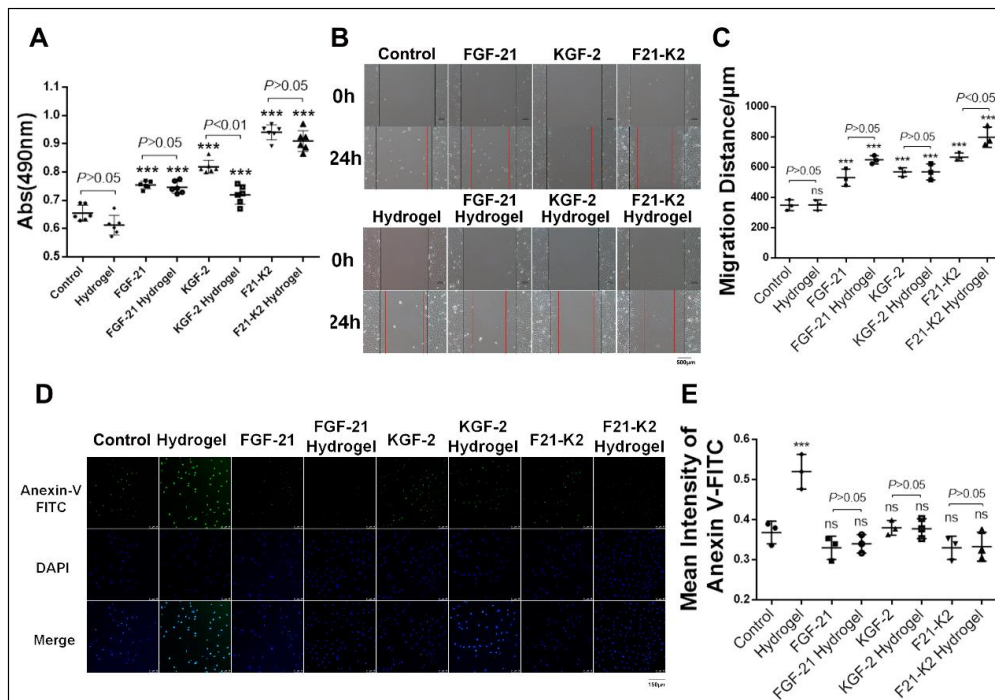 A
Abs(490nm)
1.1
1.0
0.9
0.8
0.7
0.6
0.5
P>0.05
P>0.05
P<0.01
P>0.05
***
***
***
***
***
***
Control
Hydrogel
FGF-21
FGF-21 Hydrogel
KGF-2
KGF-2 Hydrogel
F21-K2
F21-K2 Hydrogel
B
Control FGF-21 KGF-2 F21-K2
0h
24h
Hydrogel FGF-21 Hydrogel KGF-2 Hydrogel F21-K2 Hydrogel
0h
24h
500μm
C
Migration Distance/μm
1000
800
600
400
200
0
P>0.05
P>0.05
P>0.05
P<0.05
ns
***
***
***
***
***
***
Control
Hydrogel
FGF-21
FGF-21 Hydrogel
KGF-2
KGF-2 Hydrogel
F21-K2
F21-K2 Hydrogel
D
Control Hydrogel FGF-21 FGF-21 Hydrogel KGF-2 KGF-2 Hydrogel F21-K2 F21-K2 Hydrogel
Anexin-V
FITC
DAPI
Merge
150μm
E
Mean Intensity of
Anexin V-FITC
0.6
0.5
0.4
0.3
0.2
***
P>0.05
P>0.05
P>0.05
ns
ns
ns
ns
ns
ns
Control
Hydrogel
FGF-21
FGF-21 Hydrogel
KGF-2
KGF-2 Hydrogel
F21-K2
F21-K2 Hydrogel